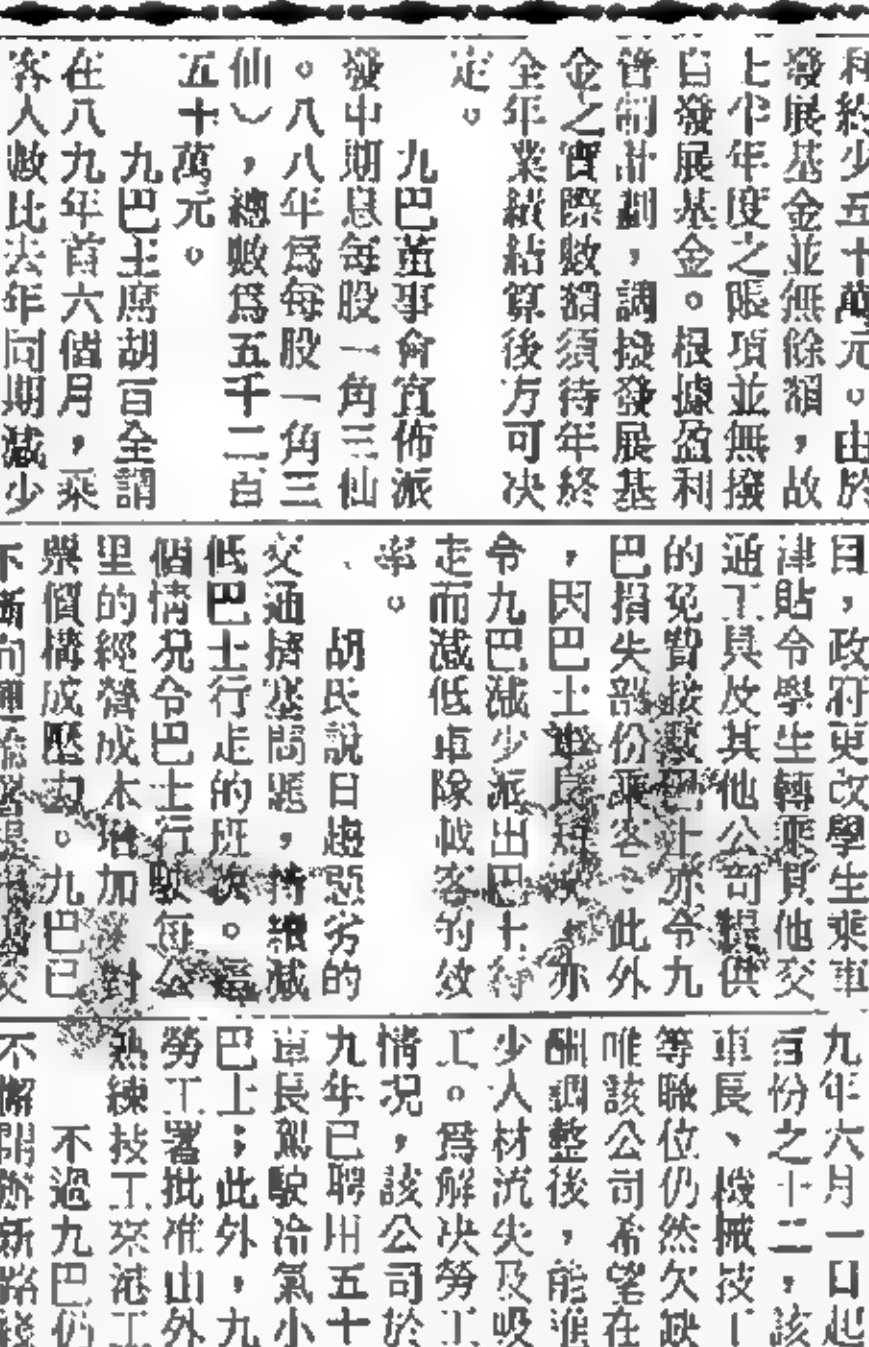 利約少五十萬元。由於
發展基金並無餘額,故
上半年度之賬項並無撥
自發展基金。根據盈利
管制計劃,調撥發展基
金之實際數額須待年終
全年業績結算後方可决
定。
九巴董事會宣佈派
發中期息每股一角三仙
。八八年為每股一角三
仙),總數為五千二百
五十萬元。
九巴主席胡百全謂
在八九年首六個月,乘
客人數比去年同期減少
目,政府更改學生乘車
津貼令學生轉乘其他交
通工具及其他公司提供
的免費接駁巴士亦令九
巴損失部份乘客。此外
,因巴士車長短缺,亦
令九巴減少派出巴士行
走而減低車隊載客的效
率。
胡氏說日趨惡劣的
交通擠塞問題,持續減
低巴士行走的班次。這
個情况令巴士行駛每公
里的經營成本增加,對
票價構成壓力。九巴已
不斷向運輸署
九年六月一日起
百份之十二,該
車長、機械技工
等職位仍然欠缺
唯該公司希望在
酬調整後,能進
少人材流失及吸
工。為解决勞工
情况,該公司於
九年已聘用五十
車長駕駛冷氣小
巴士;此外,九
勞工署批准由外
熟練技工來港工
不過九巴仍
不懈開辦新路綫